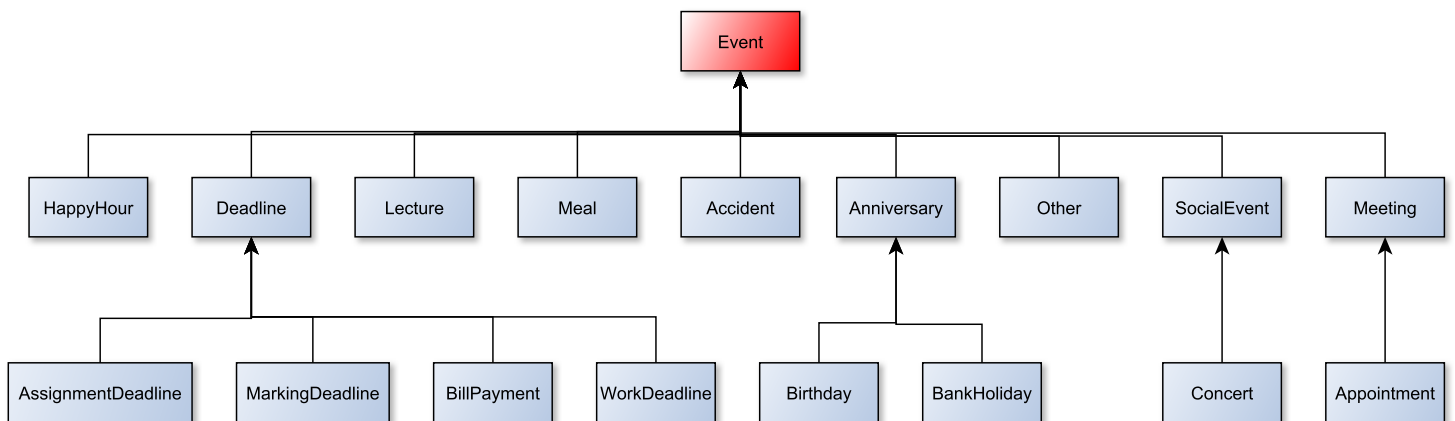 Event
HappyHour
Deadline
Lecture
Meal
Accident
Anniversary
Other
SocialEvent
Meeting
AssignmentDeadline
MarkingDeadline
BillPayment
WorkDeadline
Birthday
BankHoliday
Concert
Appointment